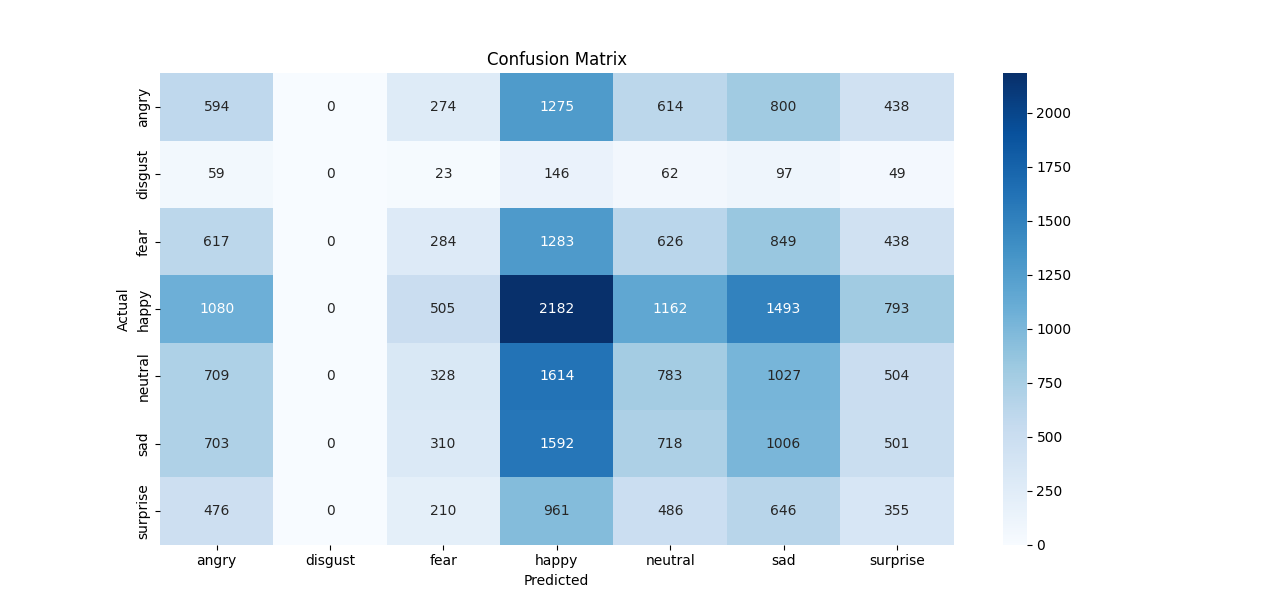 Confusion Matrix
Actual
angry 594 0 274 1275 614 800 438
disgust 59 0 23 146 62 97 49
fear 617 0 284 1283 626 849 438
happy 1080 0 505 2182 1162 1493 793
neutral 709 0 328 1614 783 1027 504
sad 703 0 310 1592 718 1006 501
surprise 476 0 210 961 486 646 355
angry disgust fear happy neutral sad surprise
Predicted
2000
1750
1500
1250
1000
750
500
250
0